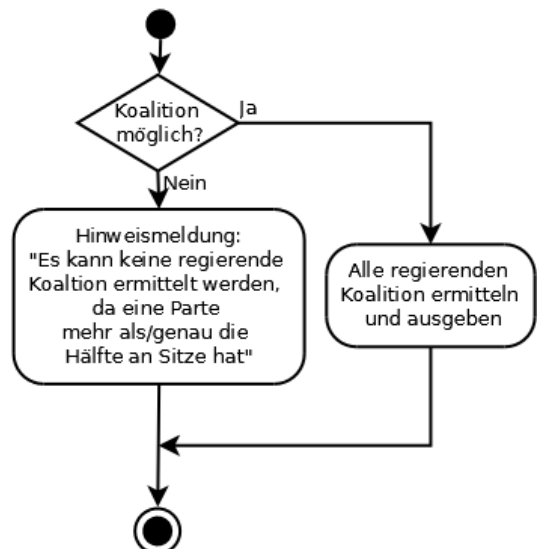 Koalition
möglich?
Ja
Nein
Hinweismeldung:
"Es kann keine regierende
Koaltion ermittelt werden,
da eine Parte
mehr als/genau die
Hälfte an Sitze hat"
Alle regierenden
Koalition ermitteln
und ausgeben